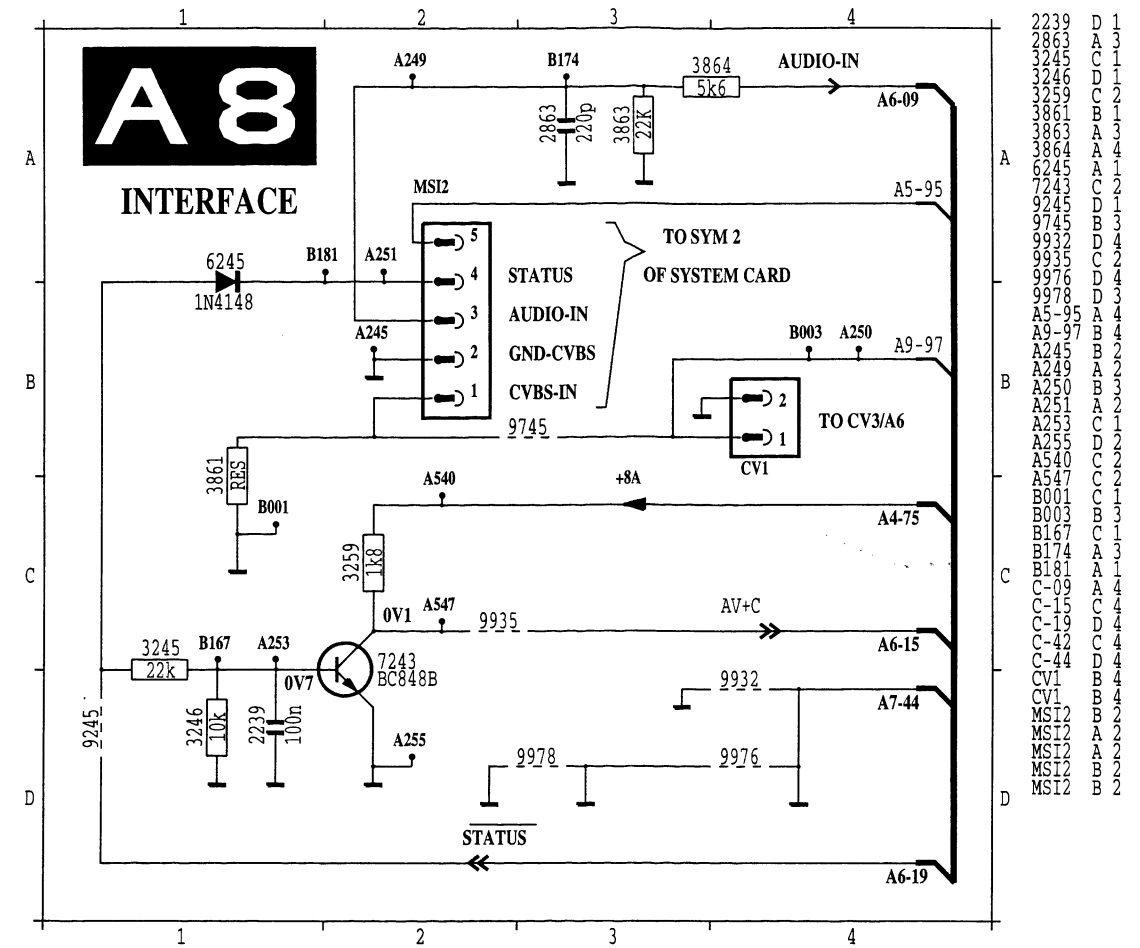 1 2 3 4
A8
INTERFACE
A249
B174
3864
5k6
AUDIO-IN
A6-09
2863
220p
3863
22K
A
A
MSI2
A5-95
5
4
3
2
1
STATUS
AUDIO-IN
GND-CVBS
CVBS-IN
TO SYM 2
OF SYSTEM CARD
6245
1N4148
B181
A251
A245
B003
A250
A9-97
B
B
2
1
TO CV3/A6
CV1
9745
3861
RES
B001
A540
+8A
A4-75
3259
1k8
C
C
0V1
A547
9935
AV+C
A6-15
3245
22k
B167
A253
0V7
7243
BC848B
9932
A7-44
9245
3246
10k
2239
100n
A255
9978
9976
D
D
STATUS
A6-19
1 2 3 4
2239 D 1
2863 A 3
3245 C 1
3246 D 1
3259 C 2
3861 B 1
3863 A 3
3864 A 4
6245 A 1
7243 C 2
9245 D 1
9745 B 3
9932 D 4
9935 C 2
9976 D 4
9978 D 3
A5-95 A 4
A9-97 B 4
A245 B 2
A249 A 2
A250 B 3
A251 A 2
A253 C 1
A255 D 2
A540 C 2
A547 C 2
B001 C 1
B003 B 3
B167 C 1
B174 A 3
B181 A 1
C-09 A 4
C-15 C 4
C-19 D 4
C-42 C 4
C-44 D 4
CV1 B 4
CV1 B 4
MSI2 B 2
MSI2 A 2
MSI2 A 2
MSI2 B 2
MSI2 B 2